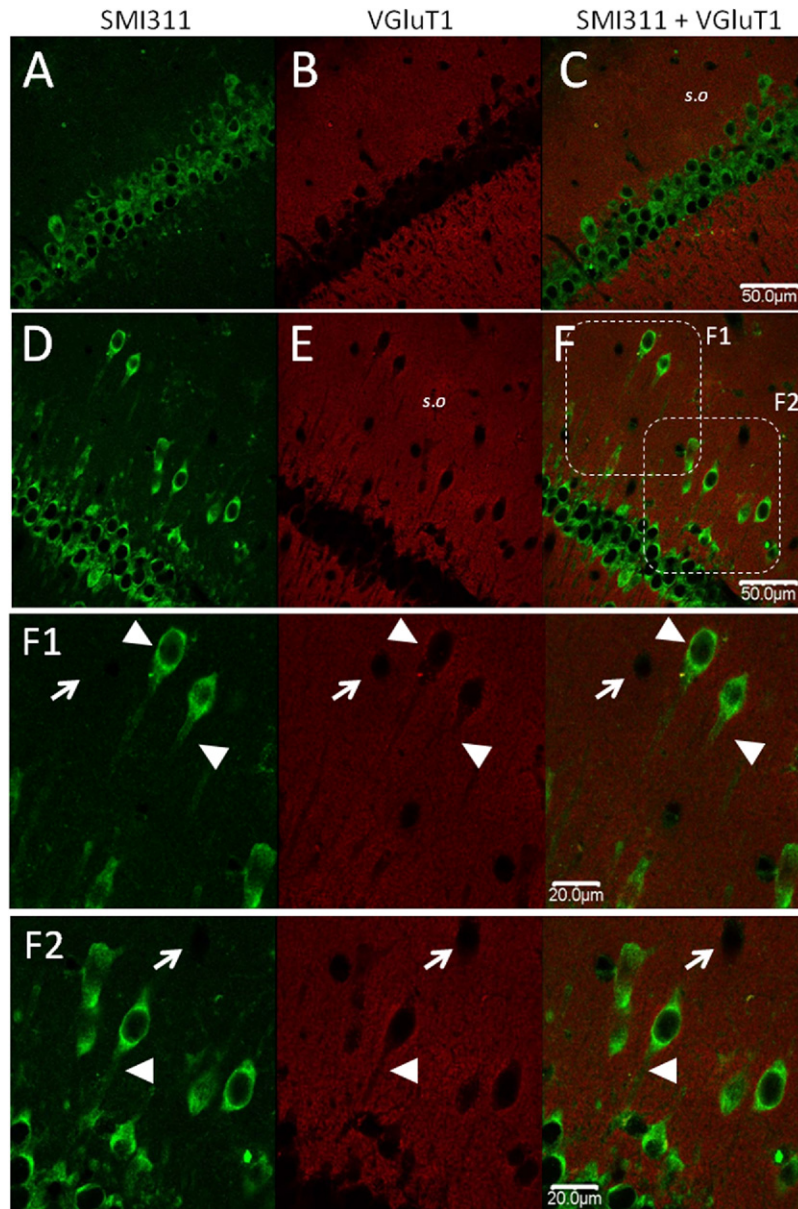 SMI311 VGluT1 SMI311 + VGluT1
A B C
s.o
50.0µm
D E F F1
s.o
F2
50.0µm
F1
20.0µm
F2
20.0µm